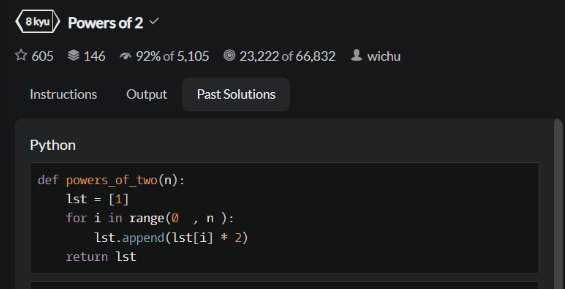 8 kyu Powers of 2
605 146 92% of 5,105 23,222 of 66,832 wichu
Instructions Output Past Solutions
Python
def powers_of_two(n):
    lst = [1]
    for i in range(0  , n ):
        lst.append(lst[i] * 2)
    return lst